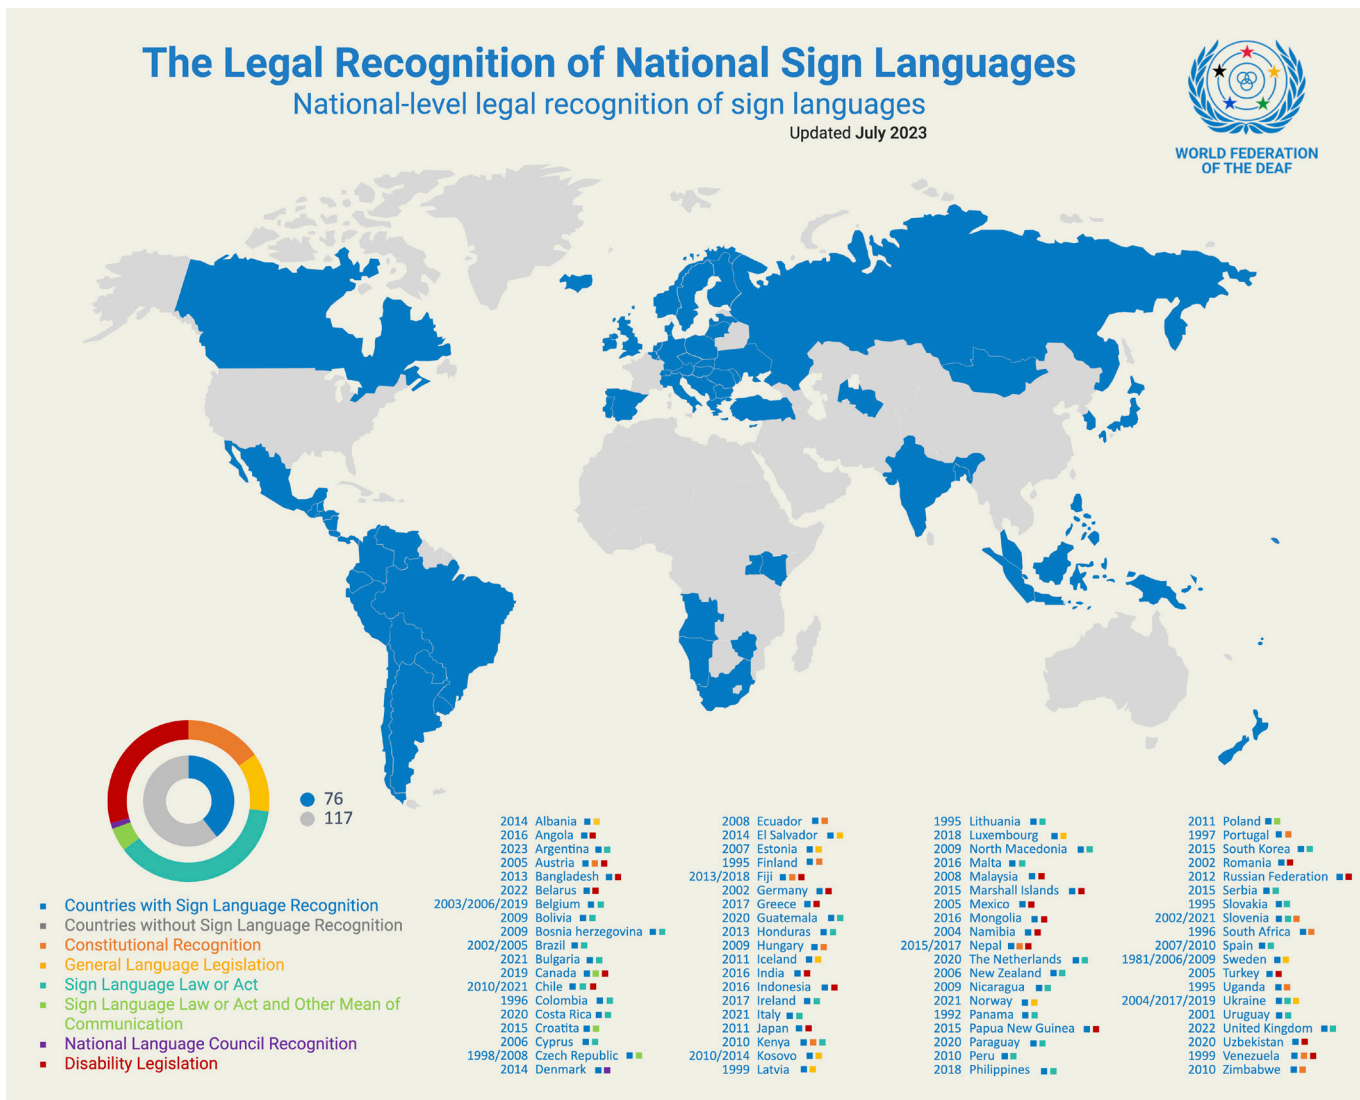 The Legal Recognition of National Sign Languages
National-level legal recognition of sign languages
Updated July 2023
WORLD FEDERATION
OF THE DEAF
76
117
Countries with Sign Language Recognition
Countries without Sign Language Recognition
Constitutional Recognition
General Language Legislation
Sign Language Law or Act
Sign Language Law or Act and Other Mean of
Communication
National Language Council Recognition
Disability Legislation
2014 Albania
2016 Angola
2023 Argentina
2005 Austria
2013 Bangladesh
2022 Belarus
2003/2006/2019 Belgium
2009 Bolivia
2009 Bosnia herzegovina
2002/2005 Brazil
2021 Bulgaria
2019 Canada
2010/2021 Chile
1996 Colombia
2020 Costa Rica
2015 Croatita
2006 Cyprus
1998/2008 Czech Republic
2014 Denmark
2008 Ecuador
2014 El Salvador
2007 Estonia
1995 Finland
2013/2018 Fiji
2002 Germany
2017 Greece
2020 Guatemala
2013 Honduras
2009 Hungary
2011 Iceland
2016 India
2016 Indonesia
2017 Ireland
2021 Italy
2011 Japan
2010 Kenya
2010/2014 Kosovo
1999 Latvia
1995 Lithuania
2018 Luxembourg
2009 North Macedonia
2016 Malta
2008 Malaysia
2015 Marshall Islands
2005 Mexico
2016 Mongolia
2004 Namibia
2015/2017 Nepal
2020 The Netherlands
2006 New Zealand
2009 Nicaragua
2021 Norway
1992 Panama
2015 Papua New Guinea
2020 Paraguay
2010 Peru
2018 Philippines
2011 Poland
1997 Portugal
2015 South Korea
2002 Romania
2012 Russian Federation
2015 Serbia
1995 Slovakia
2002/2021 Slovenia
1996 South Africa
2007/2010 Spain
1981/2006/2009 Sweden
2005 Turkey
1995 Uganda
2004/2017/2019 Ukraine
2001 Uruguay
2022 United Kingdom
2020 Uzbekistan
1999 Venezuela
2010 Zimbabwe